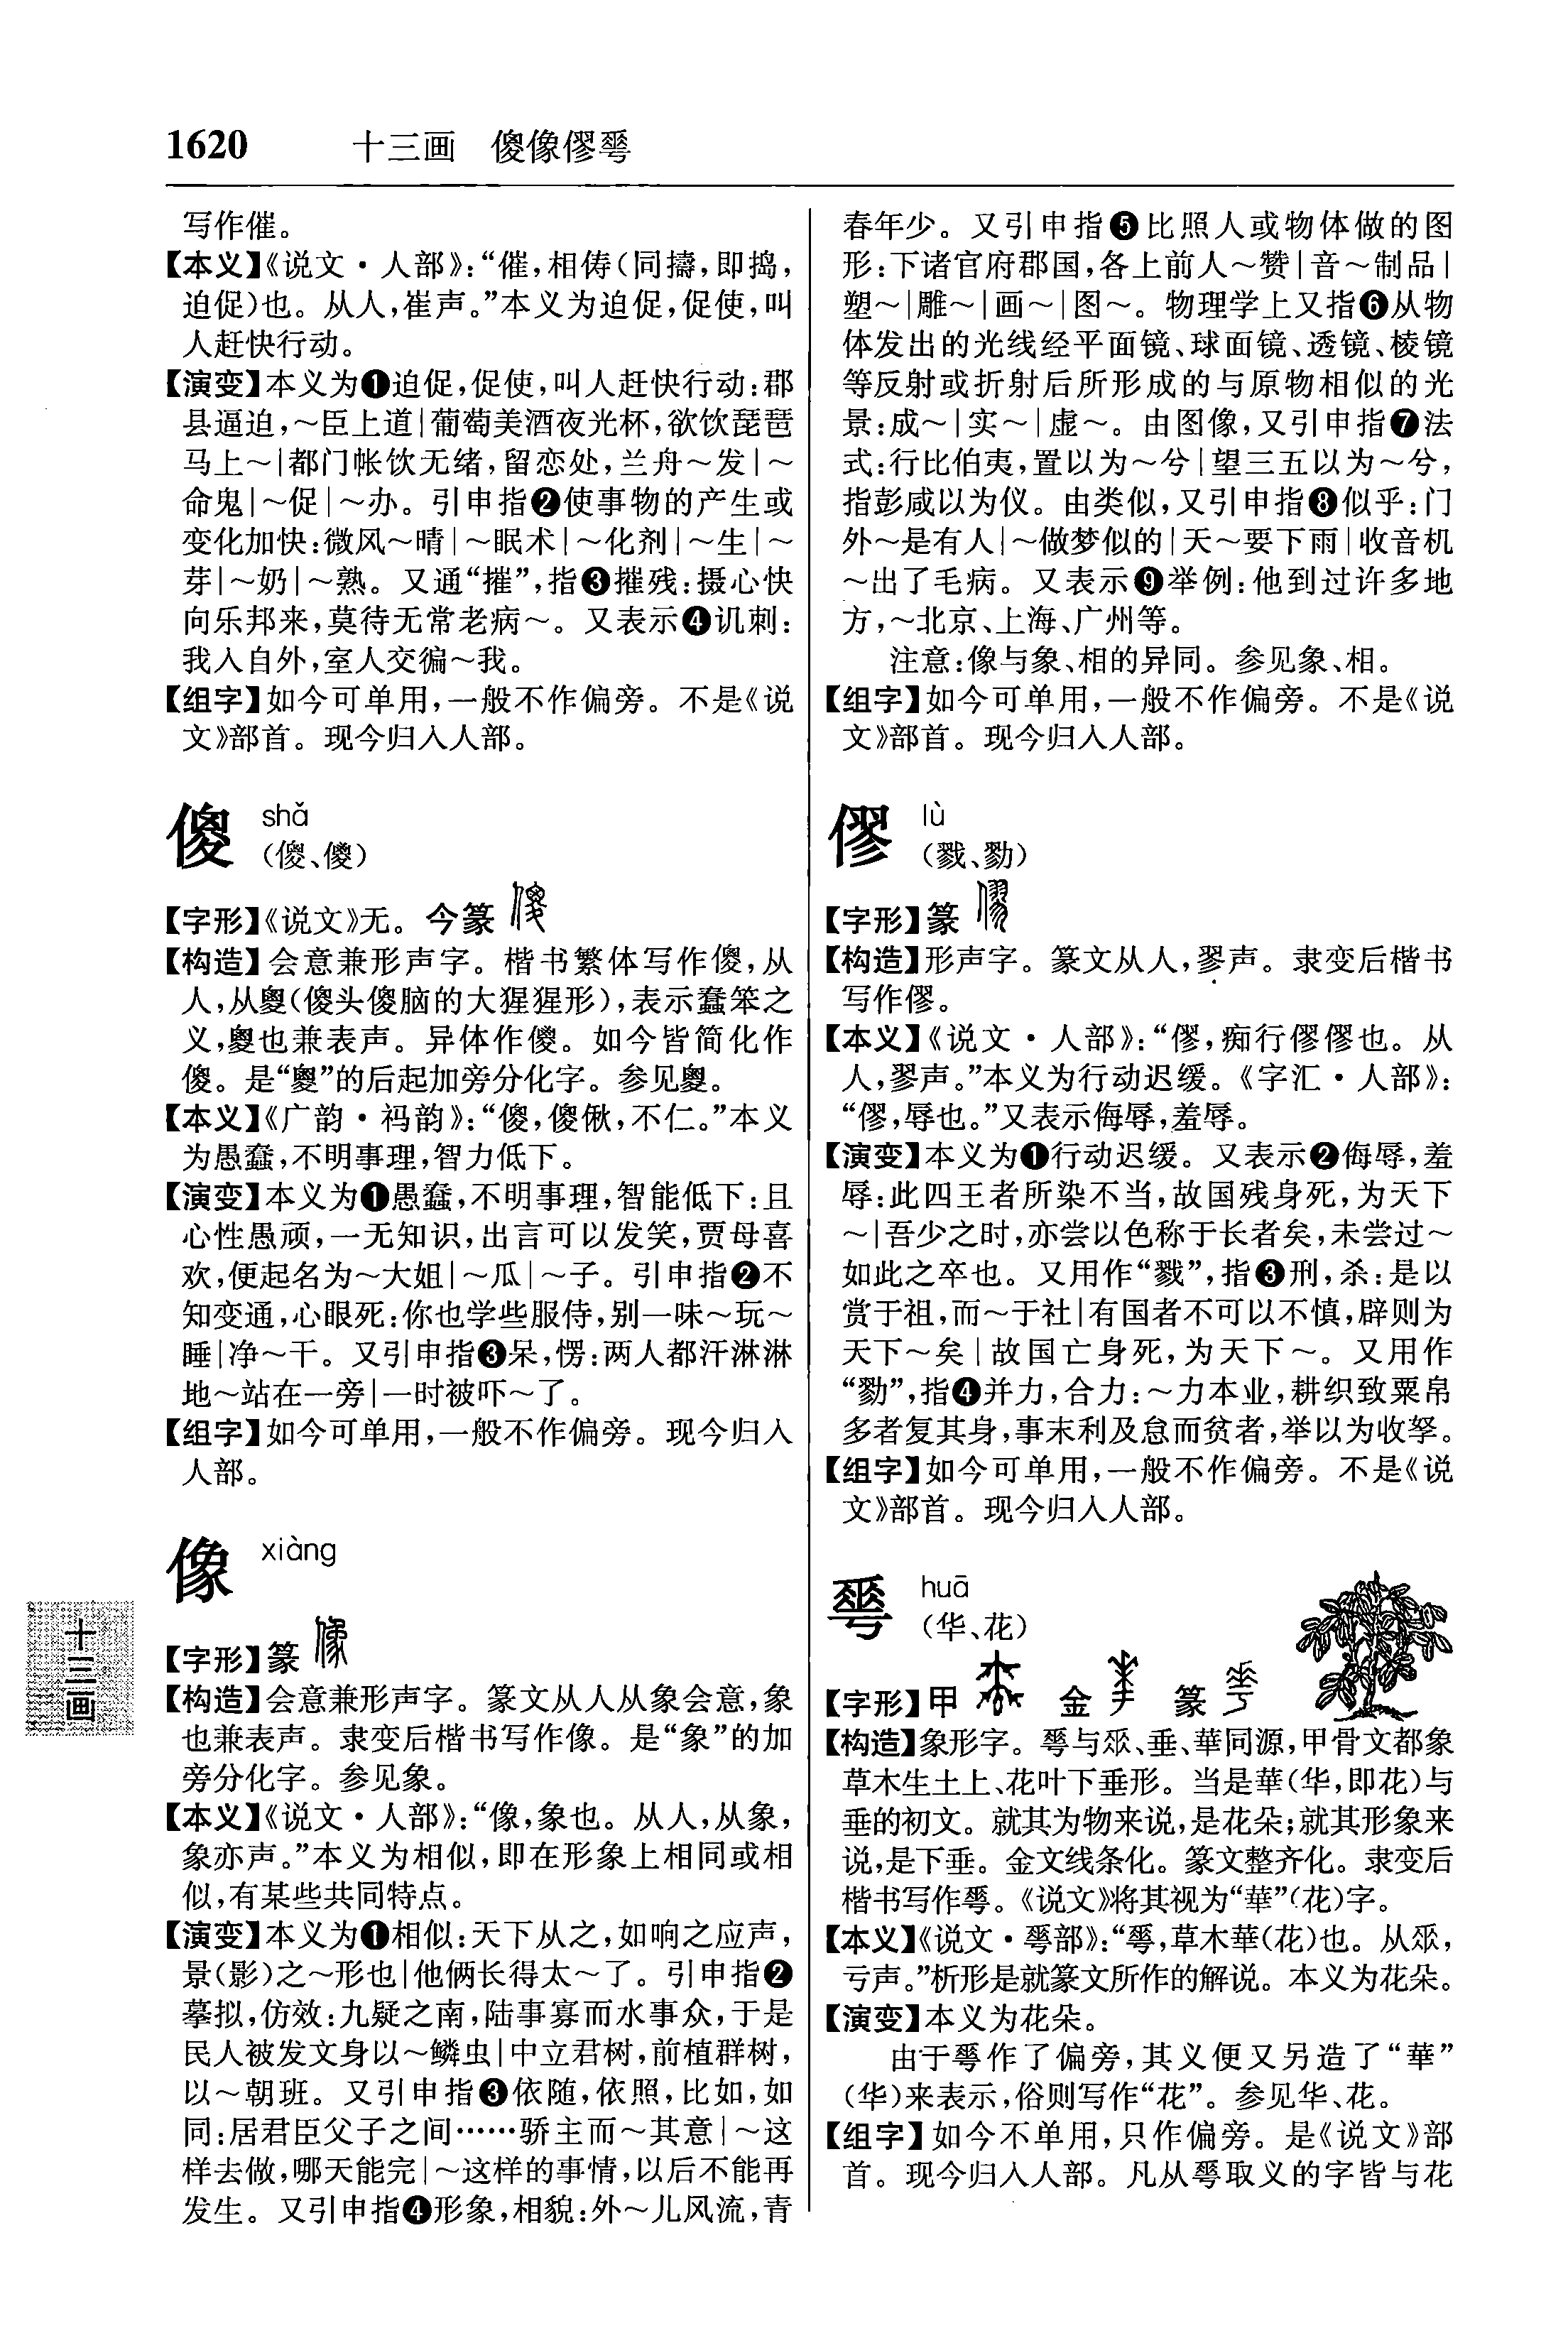 1620 十三画 傻像僇䔢
写作催。
【本义】《说文·人部》:“催,相俦(同擣,即捣,
迫促)也。从人,崔声。”本义为迫促,促使,叫
人赶快行动。
【演变】本义为❶迫促,促使,叫人赶快行动:郡
县逼迫,～臣上道|葡萄美酒夜光杯,欲饮琵琶
马上～|都门帐饮无绪,留恋处,兰舟～发|～
命鬼|～促|～办。引申指❷使事物的产生或
变化加快:微风～晴|～眠术|～化剂|～生|～
芽|～奶|～熟。又通“摧”,指❸摧残:摄心快
向乐邦来,莫待无常老病～。又表示❹讥刺:
我入自外,室人交徧～我。
【组字】如今可单用,一般不作偏旁。不是《说
文》部首。现今归入人部。
傻 shǎ
(傻、儍)
【字形】《说文》无。今篆
【构造】会意兼形声字。楷书繁体写作儍,从
人,从㚇(傻头傻脑的大猩猩形),表示蠢笨之
义,㚇也兼表声。异体作傻。如今皆简化作
傻。是“㚇”的后起加旁分化字。参见㚇。
【本义】《广韵·祃韵》:“傻,傻偢,不仁。”本义
为愚蠢,不明事理,智力低下。
【演变】本义为❶愚蠢,不明事理,智能低下:且
心性愚顽,一无知识,出言可以发笑,贾母喜
欢,便起名为～大姐|～瓜|～子。引申指❷不
知变通,心眼死:你也学些服侍,别一味～玩～
睡|净～干。又引申指❸呆,愣:两人都汗淋淋
地～站在一旁|一时被吓～了。
【组字】如今可单用,一般不作偏旁。现今归入
人部。
像 xiàng
【字形】篆
【构造】会意兼形声字。篆文从人从象会意,象
也兼表声。隶变后楷书写作像。是“象”的加
旁分化字。参见象。
【本义】《说文·人部》:“像,象也。从人,从象,
象亦声。”本义为相似,即在形象上相同或相
似,有某些共同特点。
【演变】本义为❶相似:天下从之,如响之应声,
景(影)之～形也|他俩长得太～了。引申指❷
摹拟,仿效:九疑之南,陆事寡而水事众,于是
民人被发文身以～鳞虫|中立君树,前植群树,
以～朝班。又引申指❸依随,依照,比如,如
同:居君臣父子之间……骄主而～其意|～这
样去做,哪天能完|～这样的事情,以后不能再
发生。又引申指❹形象,相貌:外～儿风流,青
春年少。又引申指❺比照人或物体做的图
形:下诸官府郡国,各上前人～赞|音～制品|
塑～|雕～|画～|图～。物理学上又指❻从物
体发出的光线经平面镜、球面镜、透镜、棱镜
等反射或折射后所形成的与原物相似的光
景:成～|实～|虚～。由图像,又引申指❼法
式:行比伯夷,置以为～兮|望三五以为～兮,
指彭咸以为仪。由类似,又引申指❽似乎:门
外～是有人|～做梦似的|天～要下雨|收音机
～出了毛病。又表示❾举例:他到过许多地
方,～北京、上海、广州等。
注意:像与象、相的异同。参见象、相。
【组字】如今可单用,一般不作偏旁。不是《说
文》部首。现今归入人部。
僇 lù
(戮、勠)
【字形】篆
【构造】形声字。篆文从人,翏声。隶变后楷书
写作僇。
【本义】《说文·人部》:“僇,痴行僇僇也。从
人,翏声。”本义为行动迟缓。《字汇·人部》:
“僇,辱也。”又表示侮辱,羞辱。
【演变】本义为❶行动迟缓。又表示❷侮辱,羞
辱:此四王者所染不当,故国残身死,为天下
～|吾少之时,亦尝以色称于长者矣,未尝过～
如此之卒也。又用作“戮”,指❸刑,杀:是以
赏于祖,而～于社|有国者不可以不慎,辟则为
天下～矣|故国亡身死,为天下～。又用作
“勠”,指❹并力,合力:～力本业,耕织致粟帛
多者复其身,事末利及怠而贫者,举以为收孥。
【组字】如今可单用,一般不作偏旁。不是《说
文》部首。现今归入人部。
𠌶 huā
(华、花)
【字形】甲 金 篆
【构造】象形字。𠌶与𠂹、垂、華同源,甲骨文都象
草木生土上、花叶下垂形。当是華(华,即花)与
垂的初文。就其为物来说,是花朵;就其形象来
说,是下垂。金文线条化。篆文整齐化。隶变后
楷书写作𠌶。《说文》将其视为“華”(花)字。
【本义】《说文·𠌶部》:“𠌶,草木華(花)也。从𠂹,
亏声。”析形是就篆文所作的解说。本义为花朵。
【演变】本义为花朵。
由于𠌶作了偏旁,其义便又另造了“華”
(华)来表示,俗则写作“花”。参见华、花。
【组字】如今不单用,只作偏旁。是《说文》部
首。现今归入人部。凡从𠌶取义的字皆与花
十三画